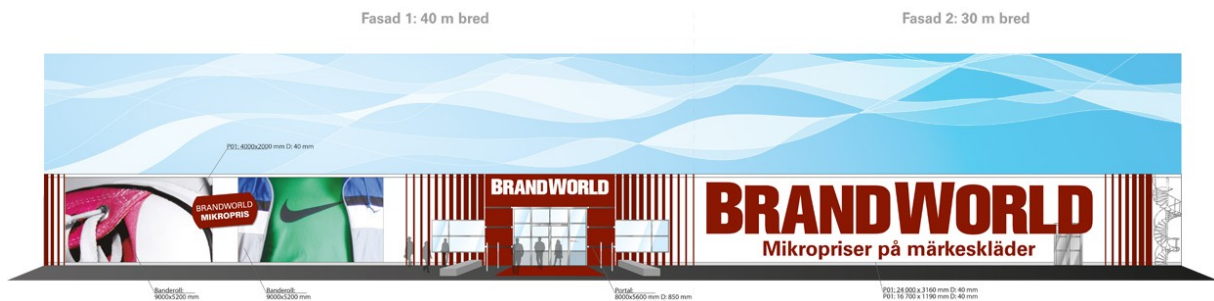 Fasad 1: 40 m bred
Fasad 2: 30 m bred
P01: 4000x2000 mm D: 40 mm
BRANDWORLD
MIKROPRIS
BRANDWORLD
BRANDWORLD
Mikropriser på märkeskläder
Banderoll:
9000x5200 mm
Banderoll:
9000x5200 mm
Portal:
8000x5600 mm D: 850 mm
P01: 24 000 x 3160 mm D: 40 mm
P01: 16 700 x 1190 mm D: 40 mm